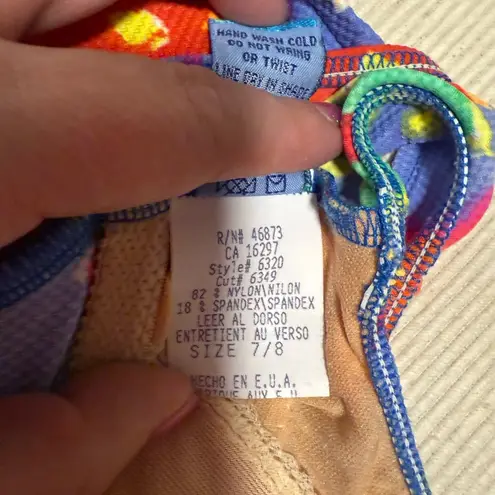 HAND WASH COLD
DO NOT WRING
OR TWIST
LINE DRY IN SHADE
R/N# 46873
CA 16297
Style# 6320
Cut# 6349
82 % NYLON\NILON
18 % SPANDEX\SPANDEX
LEER AL DORSO
ENTRETIENT AU VERSO
SIZE 7/8
HECHO EN E.U.A.
AUX E.U.